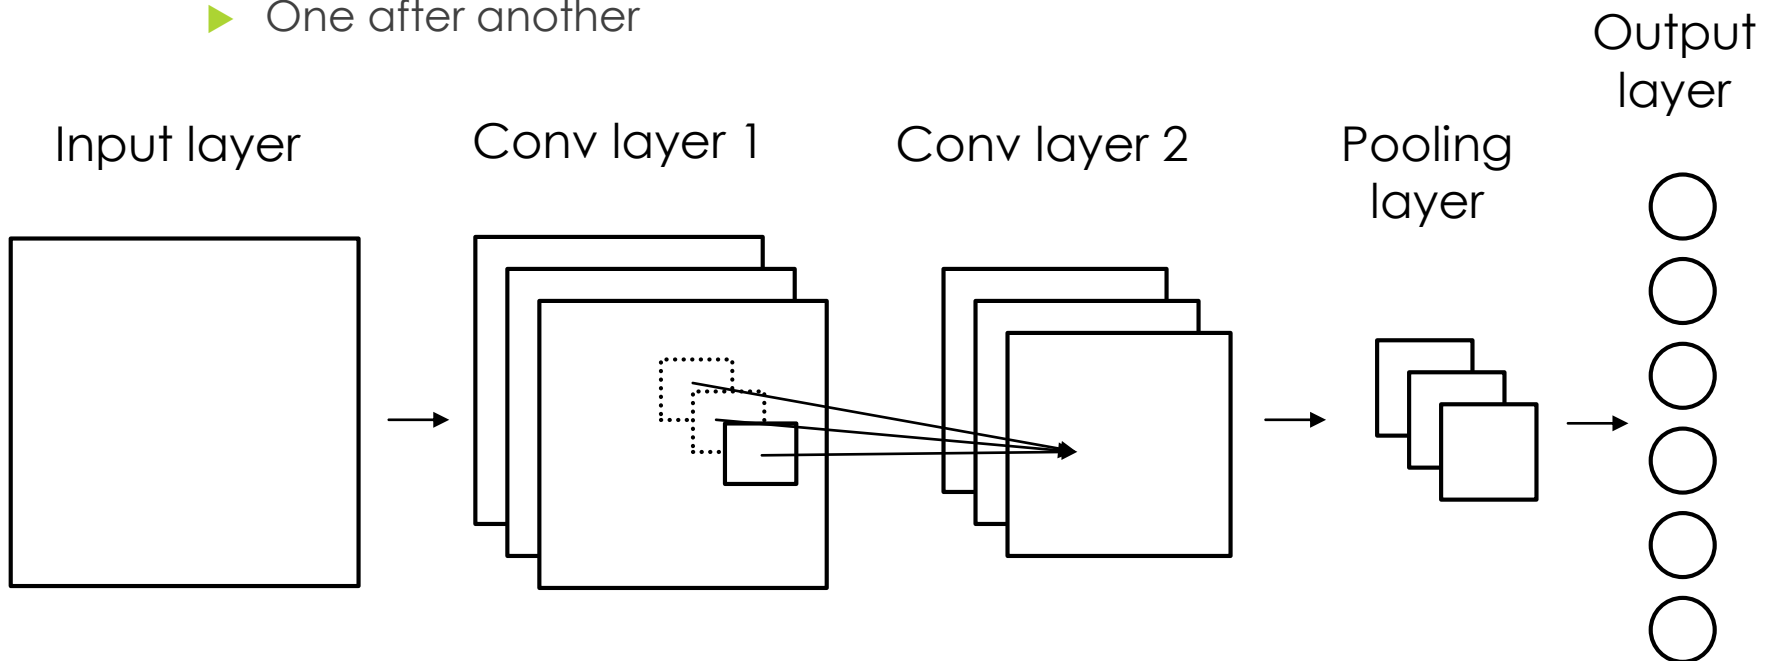 One after another
Output
layer
Input layer
Conv layer 1
Conv layer 2
Pooling
layer